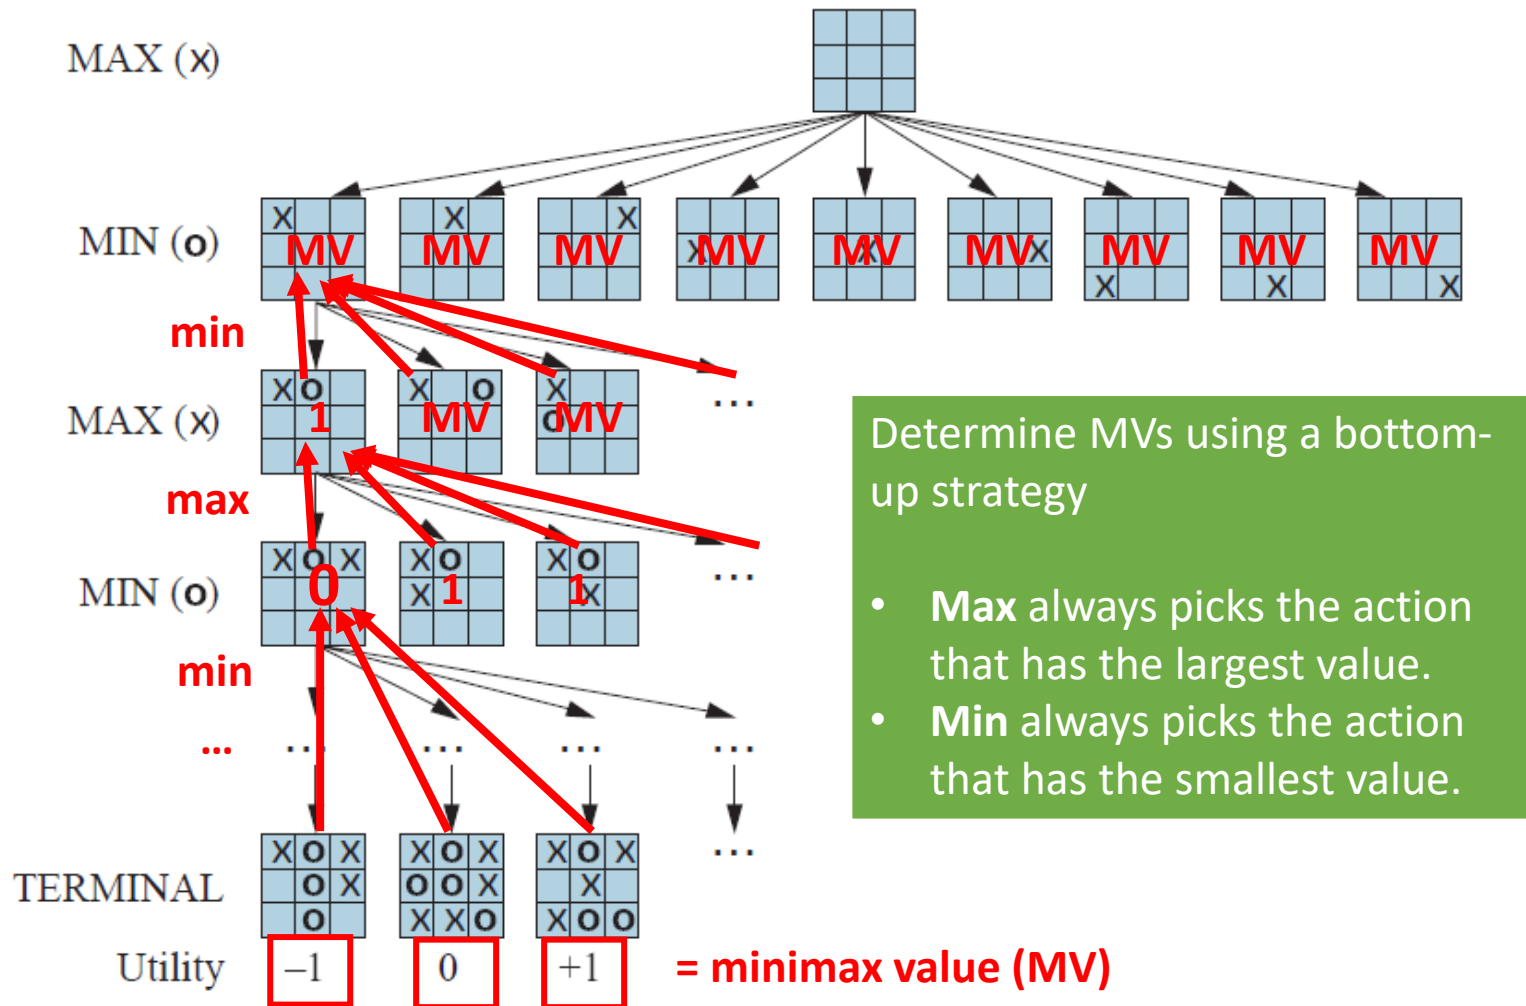 MAX (x)
MIN (o)
X X X X X X X X X
MV MV MV MV MV MV MV MV MV
min
MAX (x)
X O X O X
O
1 MV MV ...
max
MIN (o)
X O X X O X O
X X
0 1 1 ...
min
... ... ... ... ...
TERMINAL
X O X X O X X O X ...
O X O O X X
O X X O X O O
Utility –1 0 +1 = minimax value (MV)
Determine MVs using a bottom-
up strategy
• Max always picks the action
that has the largest value.
• Min always picks the action
that has the smallest value.